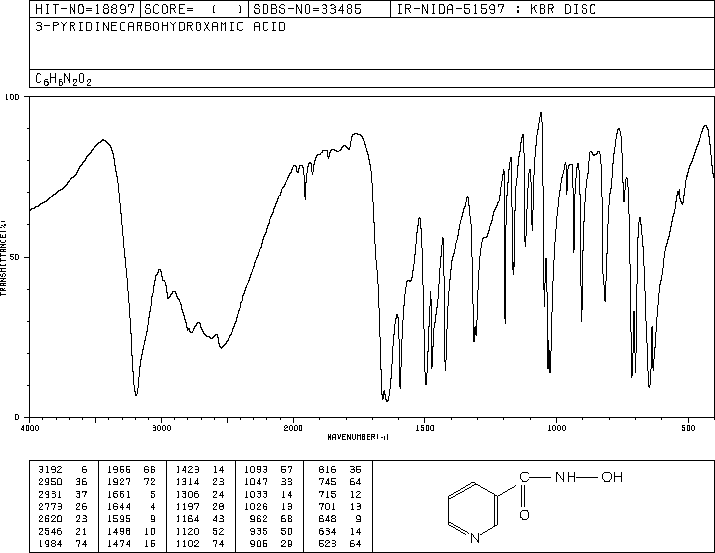 HIT-NO=18897 SCORE= ( ) SDBS-NO=33485 IR-NIDA-51597 : KBR DISC
3-PYRIDINECARBOHYDROXAMIC ACID
C6H6N2O2
100
50
0
TRANSMITTANCE(%)
4000 3000 2000 1500 1000 500
WAVENUMBER(-1)
3192 6 1956 66 1423 14 1093 57 816 35
2950 36 1927 72 1314 23 1047 33 745 64
2931 37 1661 5 1306 24 1033 14 715 12
2773 26 1644 4 1197 28 1026 13 701 13
2620 23 1595 9 1164 43 962 68 648 9
2546 21 1498 10 1120 52 935 50 634 14
1984 74 1474 15 1102 74 905 29 523 64
C NH OH
O
N